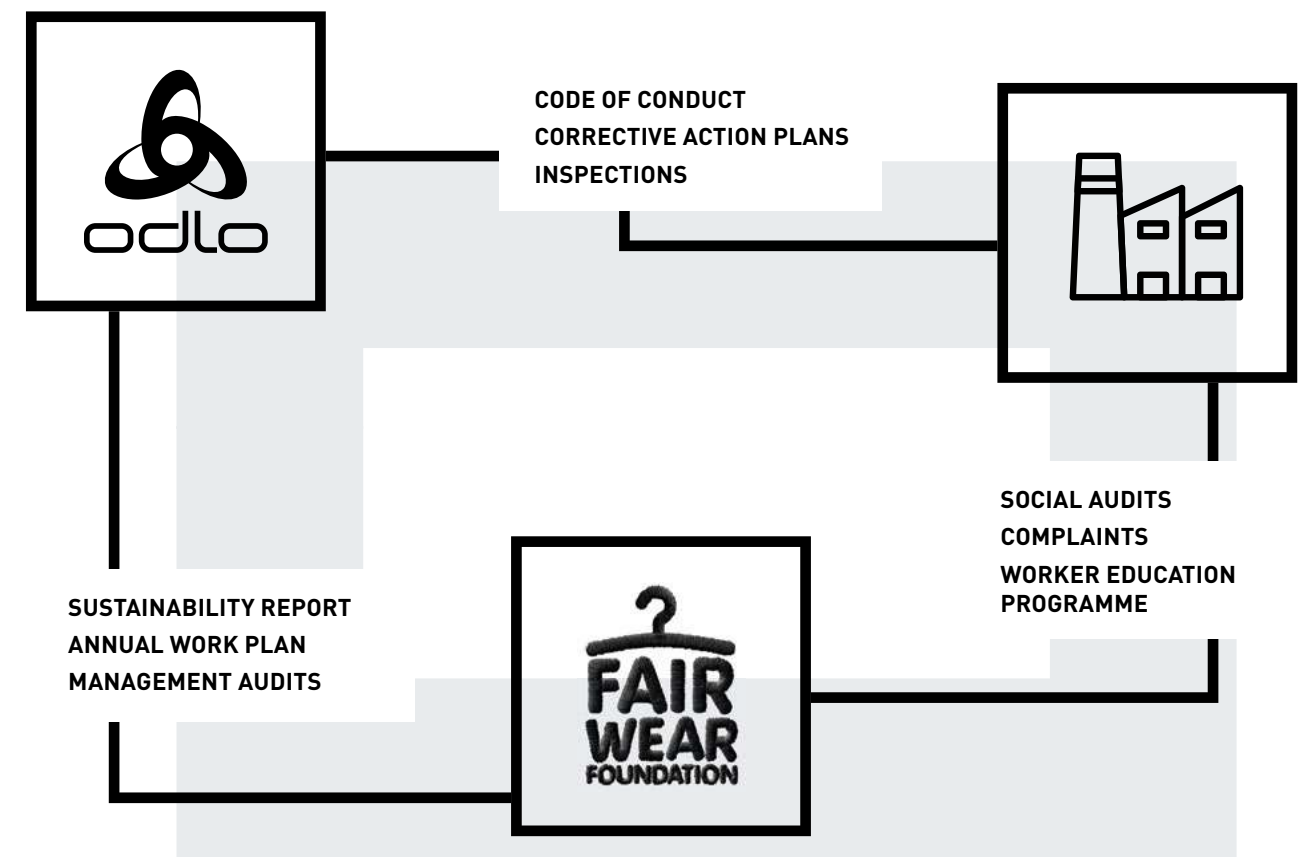 odlo
CODE OF CONDUCT
CORRECTIVE ACTION PLANS
INSPECTIONS
SOCIAL AUDITS
COMPLAINTS
WORKER EDUCATION
PROGRAMME
SUSTAINABILITY REPORT
ANNUAL WORK PLAN
MANAGEMENT AUDITS
FAIR
WEAR
FOUNDATION